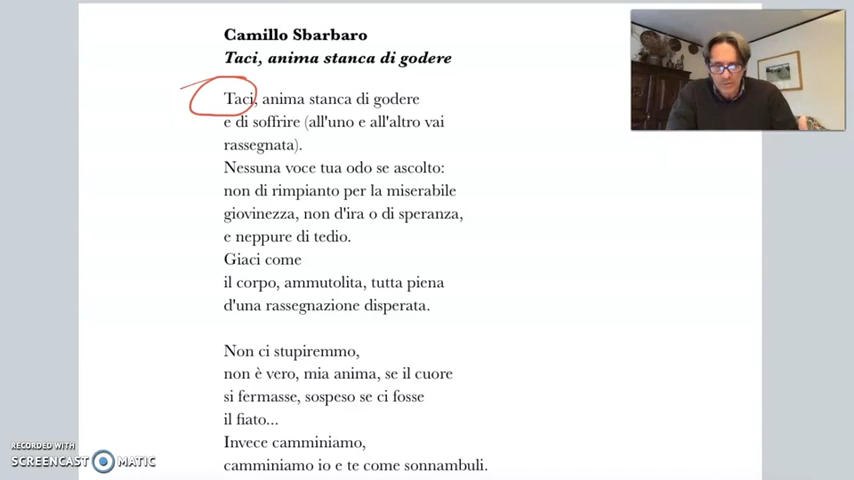 Camillo Sbarbaro
Taci, anima stanca di godere
Taci, anima stanca di godere
e di soffrire (all'uno e all'altro vai
rassegnata).
Nessuna voce tua odo se ascolto:
non di rimpianto per la miserabile
giovinezza, non d'ira o di speranza,
e neppure di tedio.
Giaci come
il corpo, ammutolita, tutta piena
d'una rassegnazione disperata.
Non ci stupiremmo,
non è vero, mia anima, se il cuore
si fermasse, sospeso se ci fosse
il fiato...
Invece camminiamo,
camminiamo io e te come sonnambuli.
RECORDED WITH
SCREENCAST MATIC